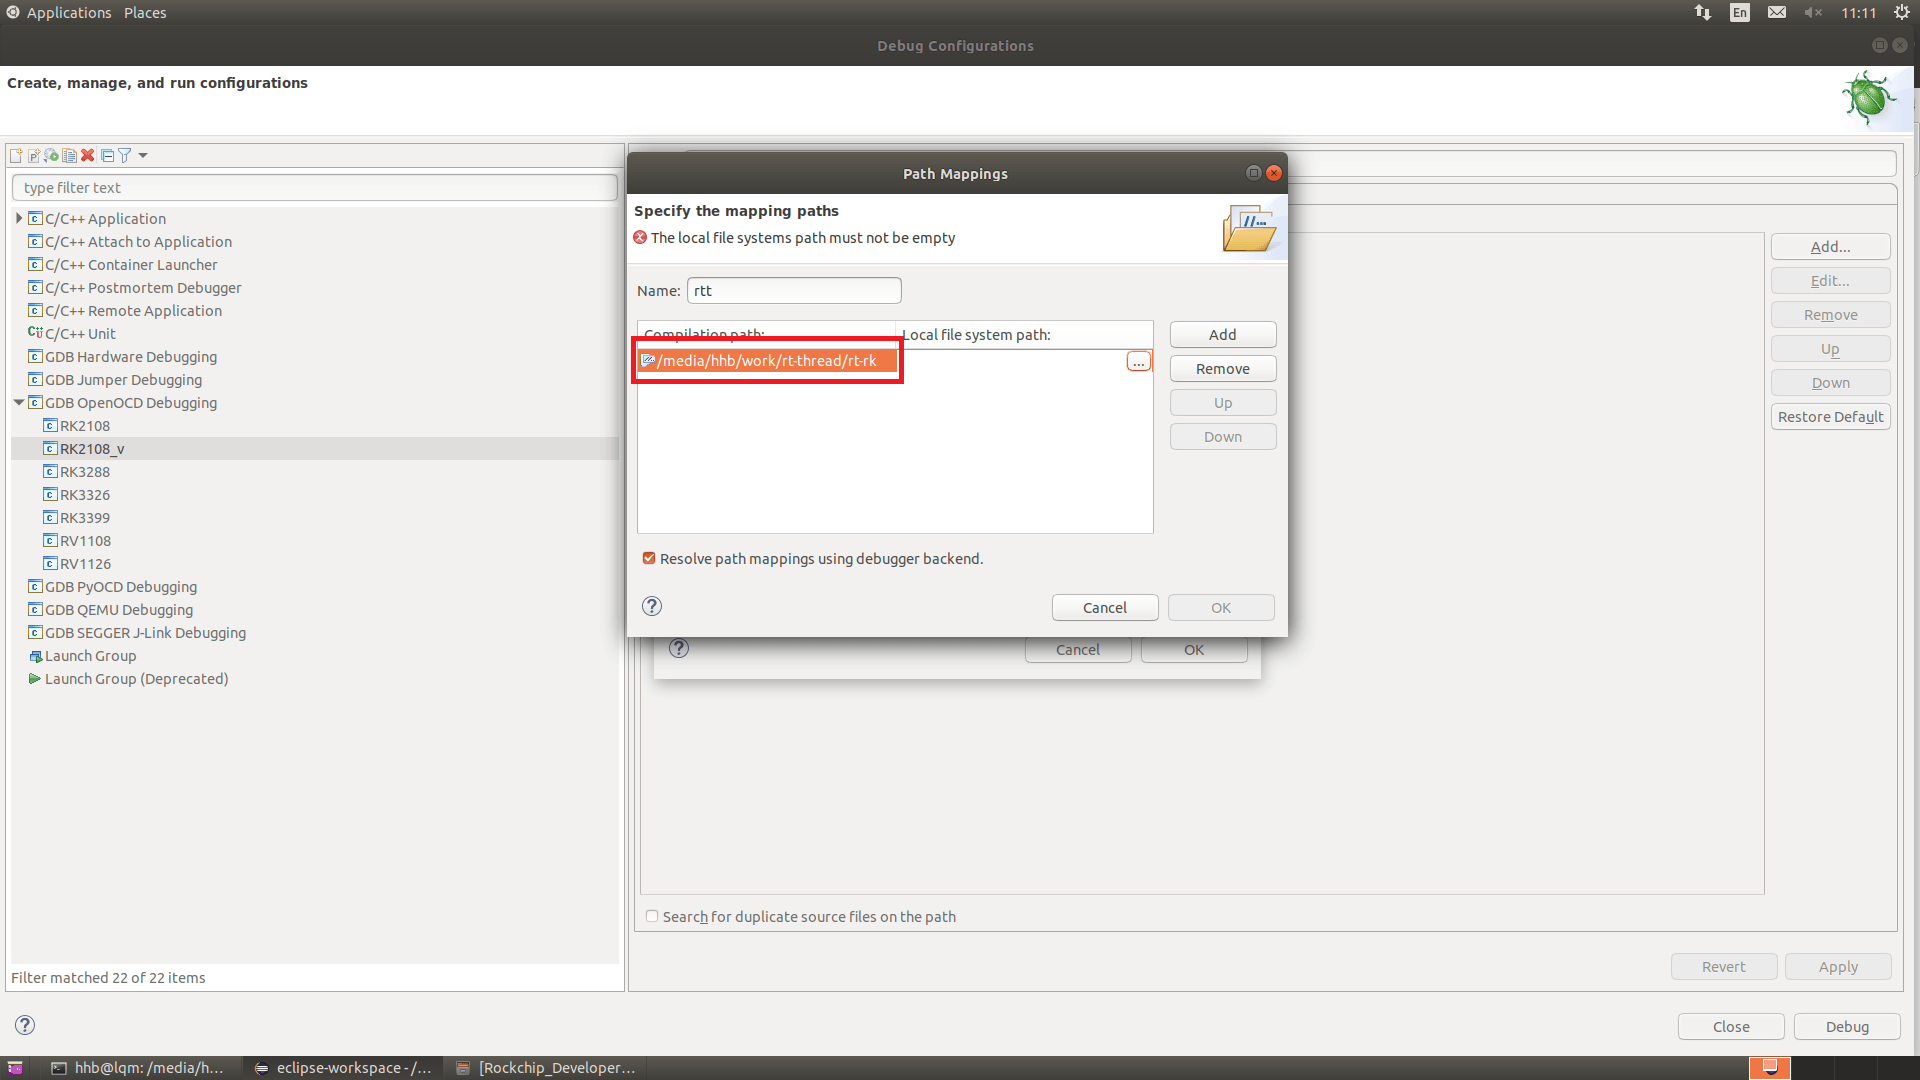 Applications Places
En
11:11
Debug Configurations
Create, manage, and run configurations
type filter text
C/C++ Application
C/C++ Attach to Application
C/C++ Container Launcher
C/C++ Postmortem Debugger
C/C++ Remote Application
C/C++ Unit
GDB Hardware Debugging
GDB Jumper Debugging
GDB OpenOCD Debugging
RK2108
RK2108_v
RK3288
RK3326
RK3399
RV1108
RV1126
GDB PyOCD Debugging
GDB QEMU Debugging
GDB SEGGER J-Link Debugging
Launch Group
Launch Group (Deprecated)
Filter matched 22 of 22 items
Path Mappings
Specify the mapping paths
The local file systems path must not be empty
Name: rtt
Compilation path: Local file system path:
/media/hhb/work/rt-thread/rt-rk
...
Add
Remove
Up
Down
Resolve path mappings using debugger backend.
Cancel OK
Cancel OK
Add...
Edit...
Remove
Up
Down
Restore Default
Search for duplicate source files on the path
Revert Apply
Close Debug
hhb@lqm: /media/h... eclipse-workspace - /... [Rockchip_Developer...